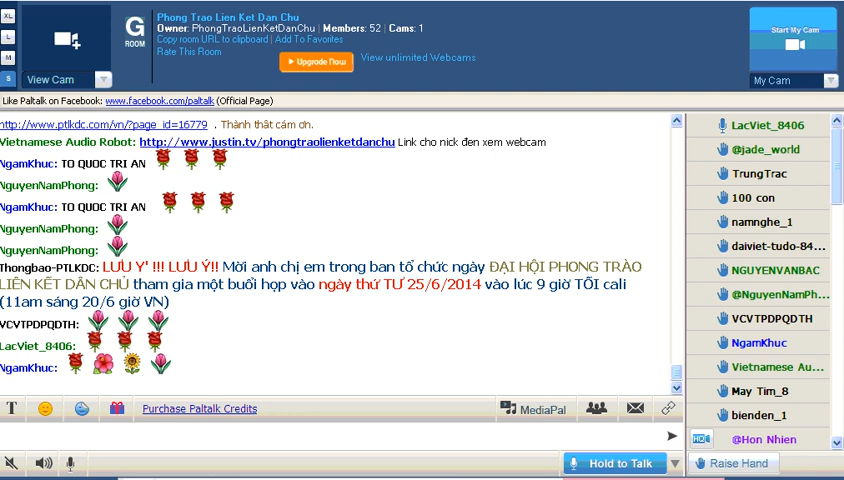 XL
L
M
S
View Cam
G
ROOM
Phong Trao Lien Ket Dan Chu
Owner: PhongTraoLienKetDanChu | Members: 52 | Cams: 1
Copy room URL to clipboard | Add To Favorites
Rate This Room
Upgrade Now
View unlimited Webcams
Start My Cam
My Cam
Like Paltalk on Facebook: www.facebook.com/paltalk (Official Page)
http://www.ptlkdc.com/vn/?page_id=16779 . Thành thật cám ơn.
Vietnamese Audio Robot: http://www.justin.tv/phongtraolienketdanchu Link cho nick đen xem webcam
NgamKhuc: TO QUOC TRI AN
NguyenNamPhong:
NgamKhuc: TO QUOC TRI AN
NguyenNamPhong:
NguyenNamPhong:
Thongbao-PTLKDC: LƯU Y' !!! LƯU Ý!! Mời anh chị em trong ban tổ chức ngày ĐẠI HỘI PHONG TRÀO
LIÊN KẾT DÂN CHỦ tham gia một buổi họp vào ngày thứ TƯ 25/6/2014 vào lúc 9 giờ TỐI cali
(11am sáng 20/6 giờ VN)
VCVTPDPQDTH:
LacViet_8406:
NgamKhuc:
T
Purchase Paltalk Credits
MediaPal
Hold to Talk
LacViet_8406
@jade_world
TrungTrac
100 con
namnghe_1
daiviet-tudo-84...
NGUYENVANBAC
@NguyenNamPh...
VCVTPDPQDTH
NgamKhuc
Vietnamese Au...
May Tim_8
bienden_1
HQ
@Hon Nhien
Raise Hand